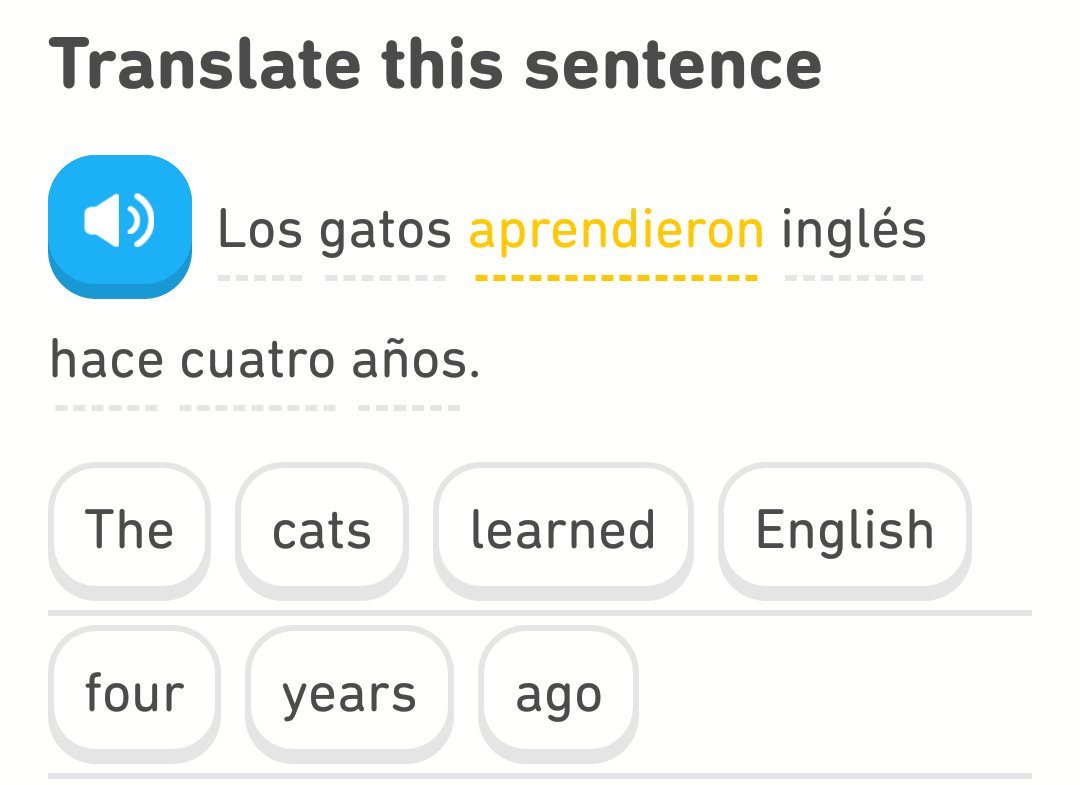 Translate this sentence
Los gatos aprendieron inglés
hace cuatro años.
The cats learned English
four years ago